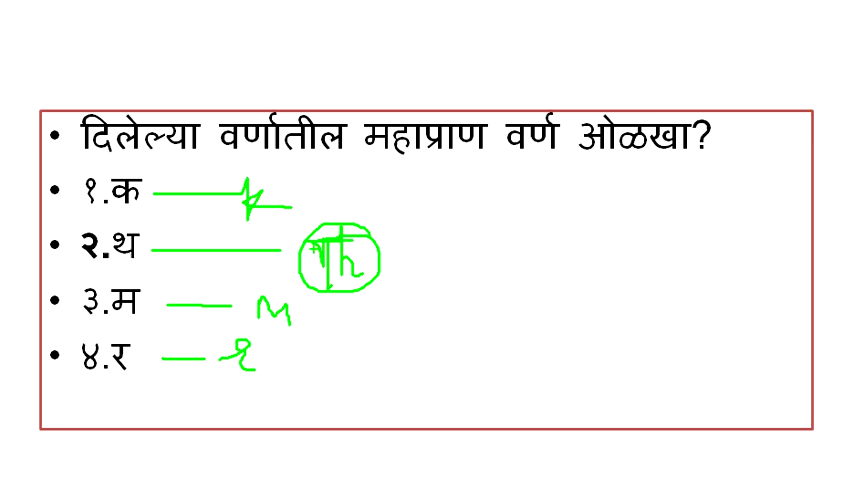 • दिलेल्या वर्णातील महाप्राण वर्ण ओळखा?
• १.क — k
• २.थ — Th
• ३.म — M
• ४.र — r